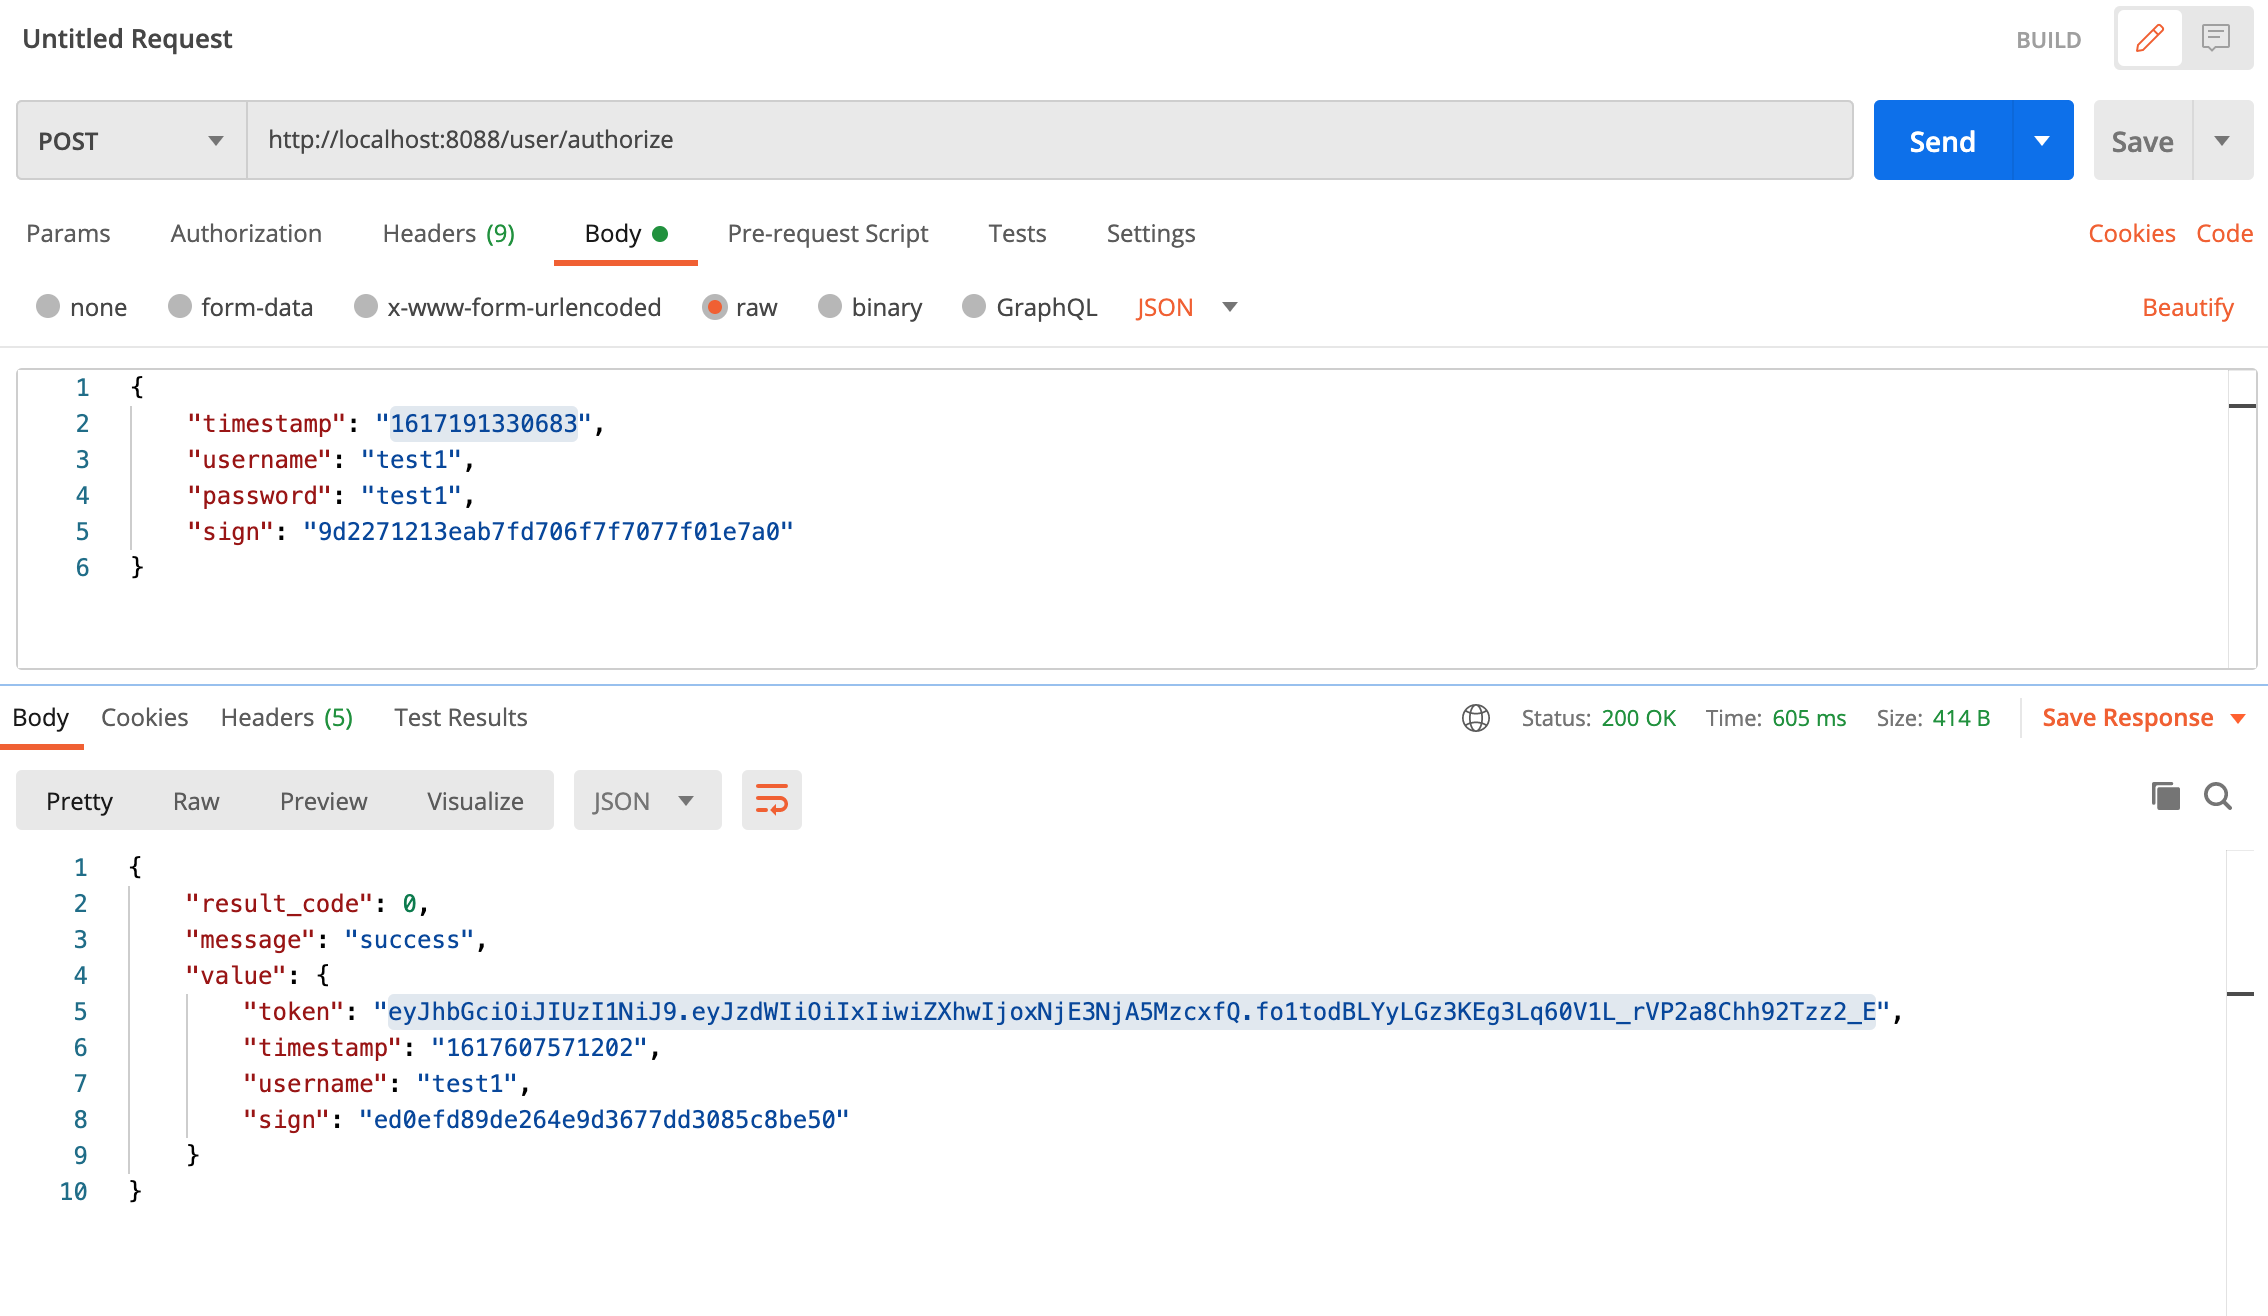 Untitled Request
BUILD
POST http://localhost:8088/user/authorize Send Save
Params Authorization Headers (9) Body Pre-request Script Tests Settings Cookies Code
none form-data x-www-form-urlencoded raw binary GraphQL JSON Beautify
1 {
2 "timestamp": "1617191330683",
3 "username": "test1",
4 "password": "test1",
5 "sign": "9d2271213eab7fd706f7f7077f01e7a0"
6 }
Body Cookies Headers (5) Test Results Status: 200 OK Time: 605 ms Size: 414 B Save Response
Pretty Raw Preview Visualize JSON
1 {
2 "result_code": 0,
3 "message": "success",
4 "value": {
5 "token": "eyJhbGciOiJIUzI1NiJ9.eyJzdWIiOiIxIiwiZXhwIjoxNjE3NjA5MzcxfQ.fo1todBLYyLGz3KEg3Lq60V1L_rVP2a8Chh92Tzz2_E",
6 "timestamp": "1617607571202",
7 "username": "test1",
8 "sign": "ed0efd89de264e9d3677dd3085c8be50"
9 }
10 }